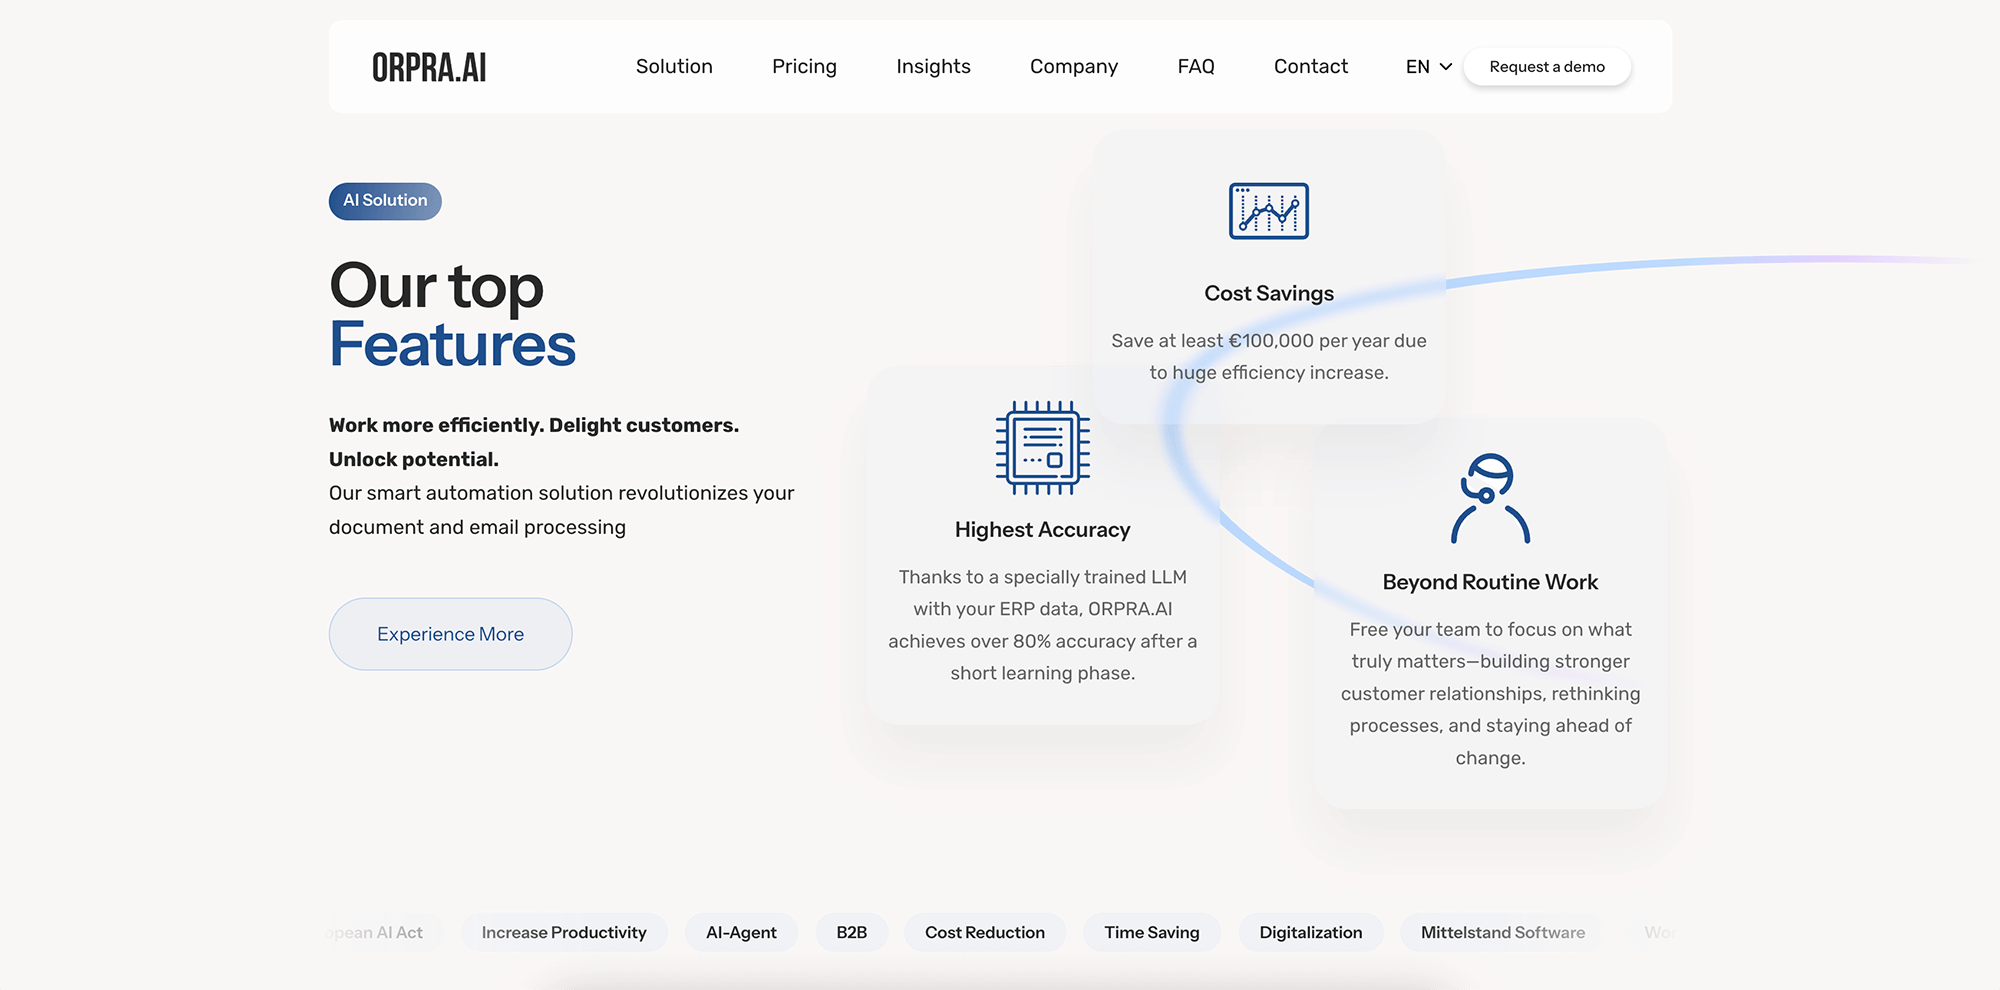 ORPRA.AI
Solution
Pricing
Insights
Company
FAQ
Contact
EN
Request a demo
AI Solution
Our top
Features
Work more efficiently. Delight customers.
Unlock potential.
Our smart automation solution revolutionizes your
document and email processing
Experience More
Cost Savings
Save at least €100,000 per year due
to huge efficiency increase.
Highest Accuracy
Thanks to a specially trained LLM
with your ERP data, ORPRA.AI
achieves over 80% accuracy after a
short learning phase.
Beyond Routine Work
Free your team to focus on what
truly matters—building stronger
customer relationships, rethinking
processes, and staying ahead of
change.
AI Act
Increase Productivity
AI-Agent
B2B
Cost Reduction
Time Saving
Digitalization
Mittelstand Software